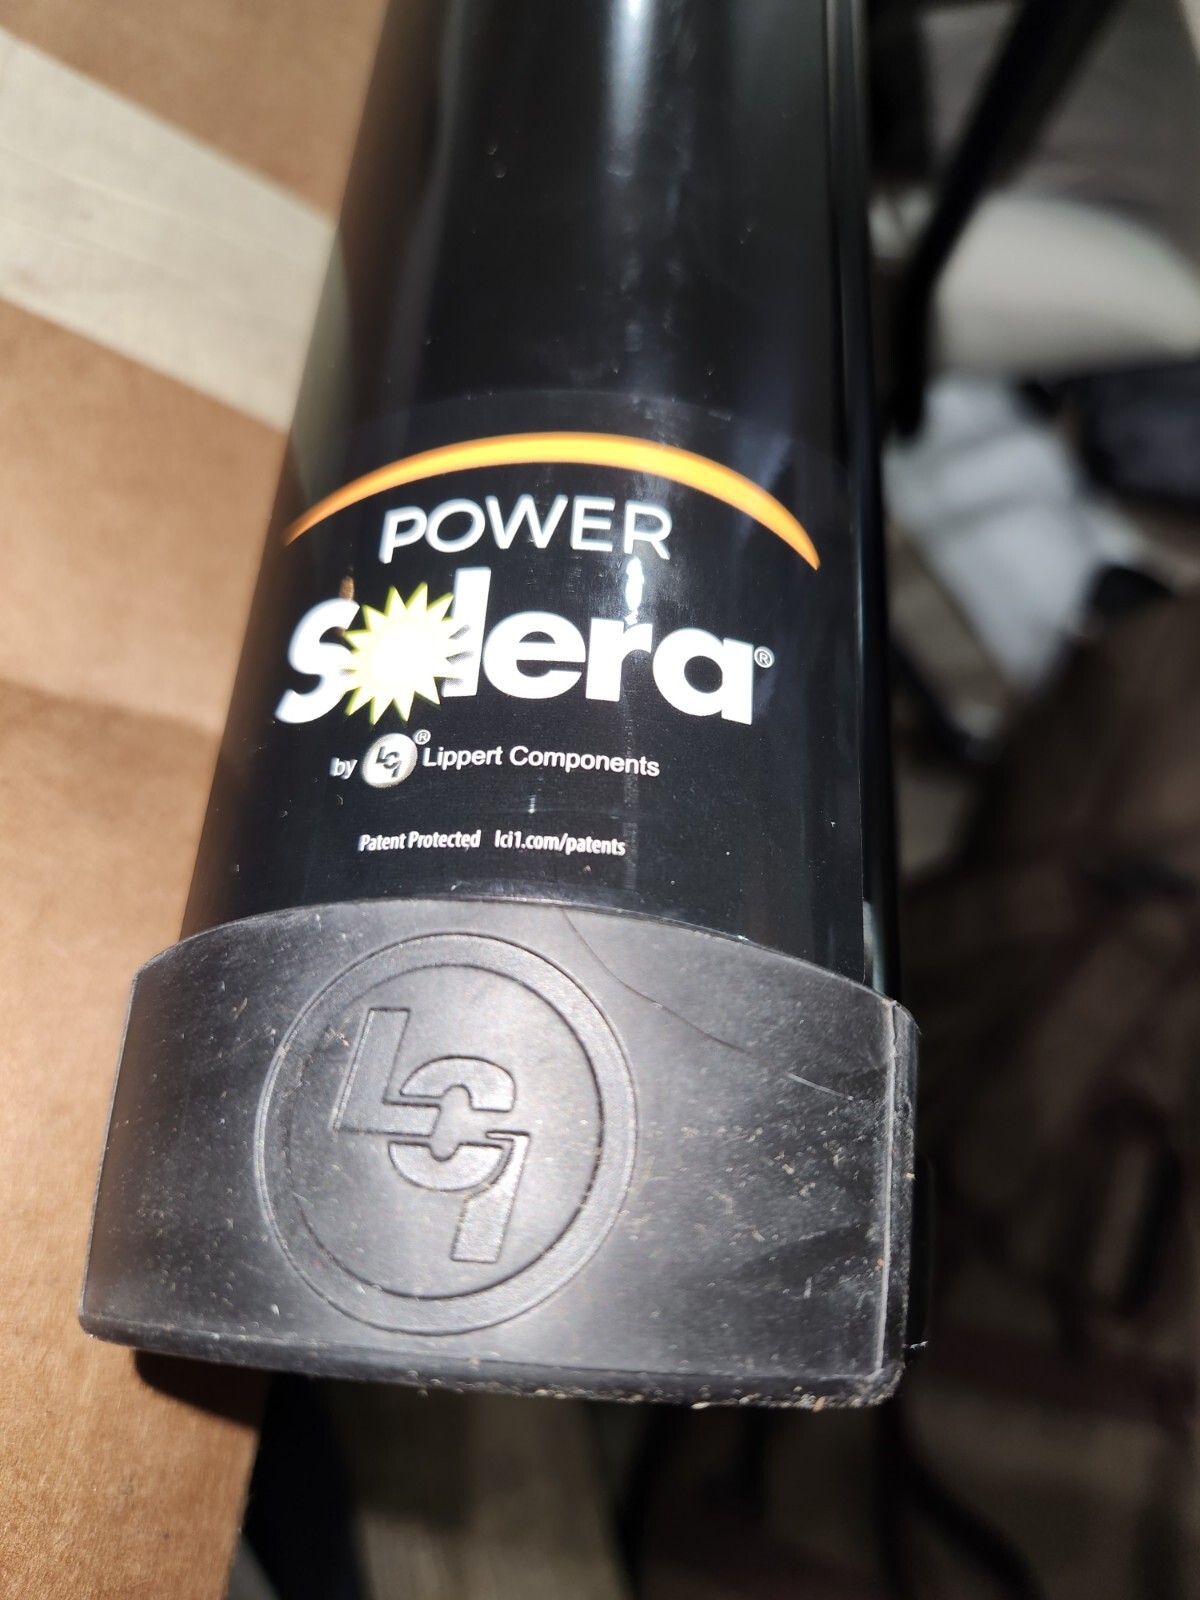 POWER
Solera®
by LCI® Lippert Components
Patent Protected lci1.com/patents
LCI